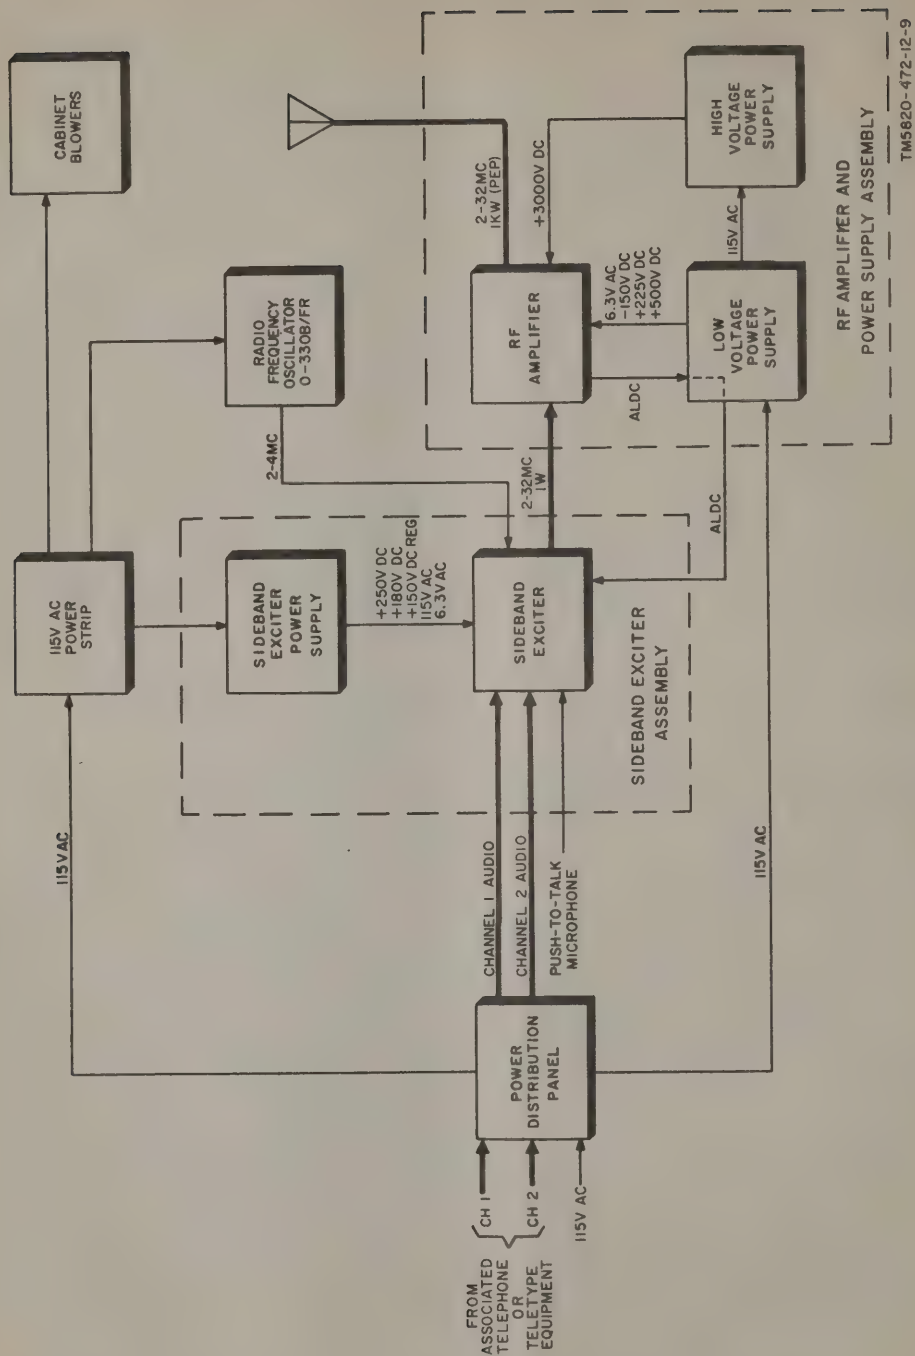 CABINET
BLOWERS
RADIO
FREQUENCY
OSCILLATOR
O-330B/FR
2-4MC
115V AC
POWER
STRIP
115V AC
SIDEBAND
EXCITER
POWER
SUPPLY
+250V DC
+180V DC
+150V DC REG
115V AC
6.3V AC
SIDEBAND
EXCITER
SIDEBAND EXCITER
ASSEMBLY
2-32MC
1W
2-32MC
1KW (PEP)
RF
AMPLIFIER
+3000V DC
6.3V AC
-150V DC
+225V DC
+500V DC
ALDC
ALDC
LOW
VOLTAGE
POWER
SUPPLY
115V AC
HIGH
VOLTAGE
POWER
SUPPLY
RF AMPLIFIER AND
POWER SUPPLY ASSEMBLY
CHANNEL 1 AUDIO
CHANNEL 2 AUDIO
PUSH-TO-TALK
MICROPHONE
115V AC
POWER
DISTRIBUTION
PANEL
FROM
ASSOCIATED
TELEPHONE
OR
TELETYPE
EQUIPMENT
CH 1
CH 2
115V AC
TM5820-472-12-9